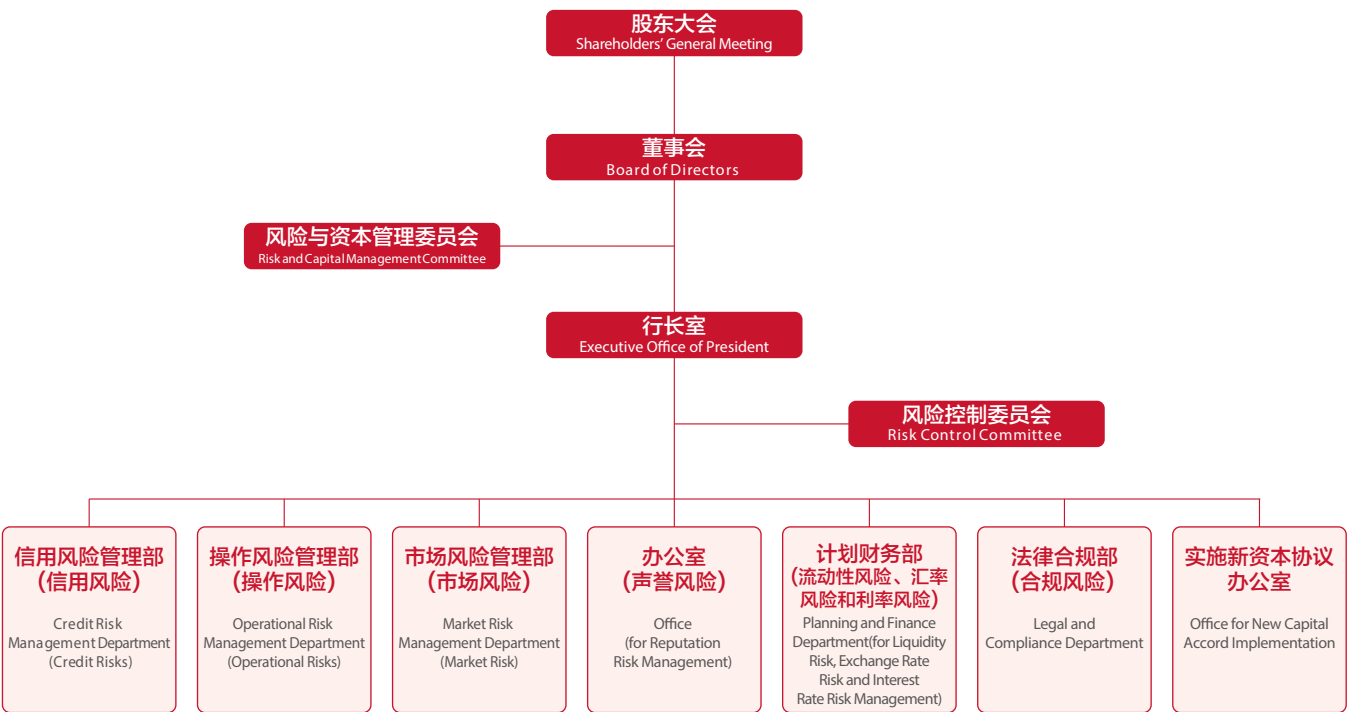 股东大会
Shareholders' General Meeting
董事会
Board of Directors
风险与资本管理委员会
Risk and Capital Management Committee
行长室
Executive Office of President
风险控制委员会
Risk Control Committee
信用风险管理部
(信用风险)
Credit Risk
Management Department
(Credit Risks)
操作风险管理部
(操作风险)
Operational Risk
Management Department
(Operational Risks)
市场风险管理部
(市场风险)
Market Risk
Management Department
(Market Risk)
办公室
(声誉风险)
Office
(for Reputation
Risk Management)
计划财务部
(流动性风险、汇率
风险和利率风险)
Planning and Finance
Department(for Liquidity
Risk, Exchange Rate
Risk and Interest
Rate Risk Management)
法律合规部
(合规风险)
Legal and
Compliance Department
实施新资本协议
办公室
Office for New Capital
Accord Implementation